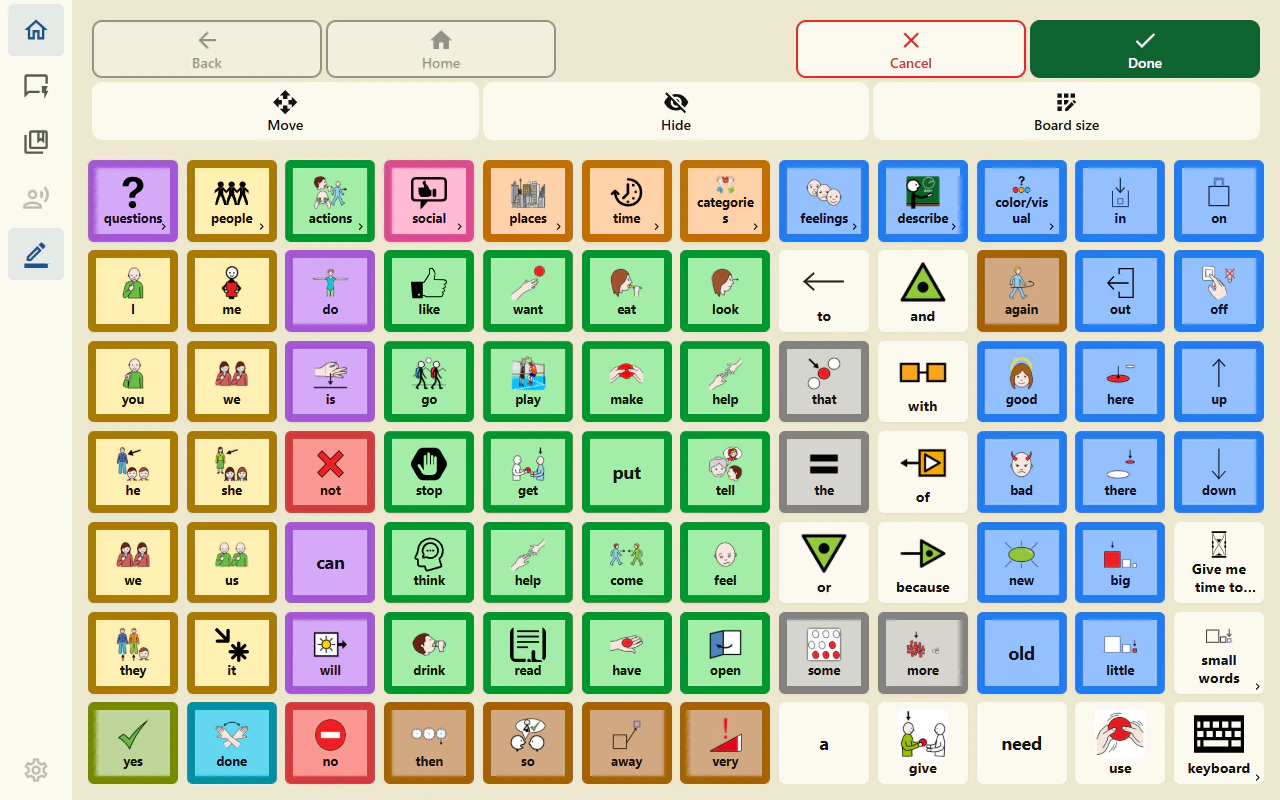 Back
Home
Cancel
Done
Move
Hide
Board size
questions
people
actions
social
places
time
categorie
s
feelings
describe
color/vis
ual
in
on
I
me
do
like
want
eat
look
to
and
again
out
off
you
we
is
go
play
make
help
that
with
good
here
up
he
she
not
stop
get
put
tell
the
of
bad
there
down
we
us
can
think
help
come
feel
or
because
new
big
Give me
time to...
they
it
will
drink
read
have
open
some
more
old
little
small
words
yes
done
no
then
so
away
very
a
give
need
use
keyboard